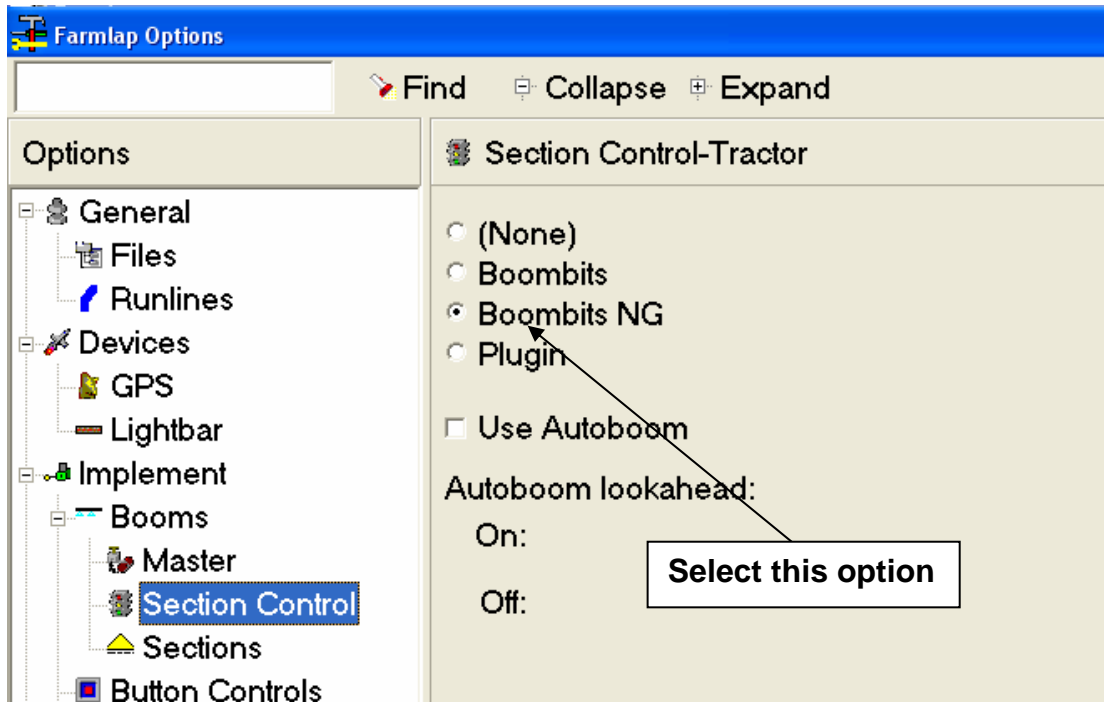 Farmlap Options
Find Collapse Expand
Options
Section Control-Tractor
General
Files
Runlines
Devices
GPS
Lightbar
Implement
Booms
Master
Section Control
Sections
Button Controls
(None)
Boombits
Boombits NG
Plugin
Use Autoboom
Autoboom lookahead:
On:
Off:
Select this option